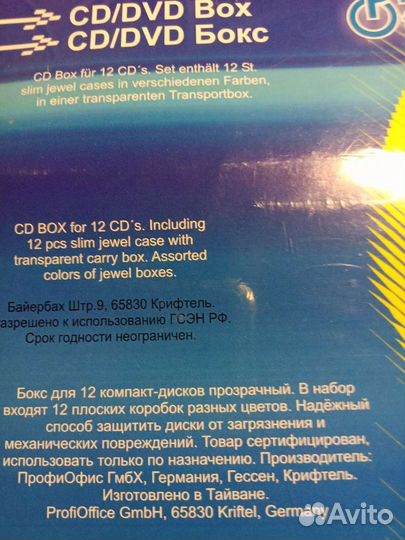 CD/DVD Box
CD/DVD Бокс
CD Box für 12 CD´s. Set enthält 12 St.
slim jewel cases in verschiedenen Farben,
in einer transparenten Transportbox.
CD BOX for 12 CD´s. Including
12 pcs slim jewel case with
transparent carry box. Assorted
colors of jewel boxes.
Байербах Штр.9, 65830 Крифтель.
азрешено к использованию ГСЭН РФ.
Срок годности неограничен.
Бокс для 12 компакт-дисков прозрачный. В набор
входят 12 плоских коробок разных цветов. Надёжный
способ защитить диски от загрязнения и
механических повреждений. Товар сертифицирован,
использовать только по назначению. Производитель:
ПрофиОфис ГмбХ, Германия, Гессен, Крифтель.
Изготовлено в Тайване.
ProfiOffice GmbH, 65830 Kriftel, Germany
Avito